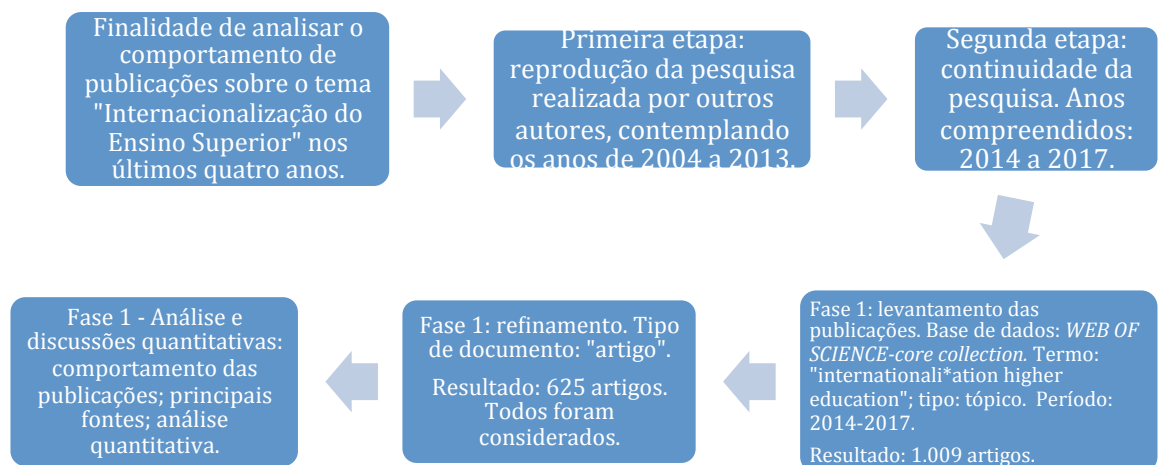 Finalidade de analisar o
comportamento de
publicações sobre o tema
"Internacionalização do
Ensino Superior" nos
últimos quatro anos.
Primeira etapa:
reprodução da pesquisa
realizada por outros
autores, contemplando
os anos de 2004 a 2013.
Segunda etapa:
continuidade da
pesquisa. Anos
compreendidos:
2014 a 2017.
Fase 1: levantamento das
publicações. Base de dados: WEB OF
SCIENCE-core collection. Termo:
"internationali*ation higher
education"; tipo: tópico. Período:
2014-2017.
Resultado: 1.009 artigos.
Fase 1: refinamento. Tipo
de documento: "artigo".
Resultado: 625 artigos.
Todos foram
considerados.
Fase 1 - Análise e
discussões quantitativas:
comportamento das
publicações; principais
fontes; análise
quantitativa.